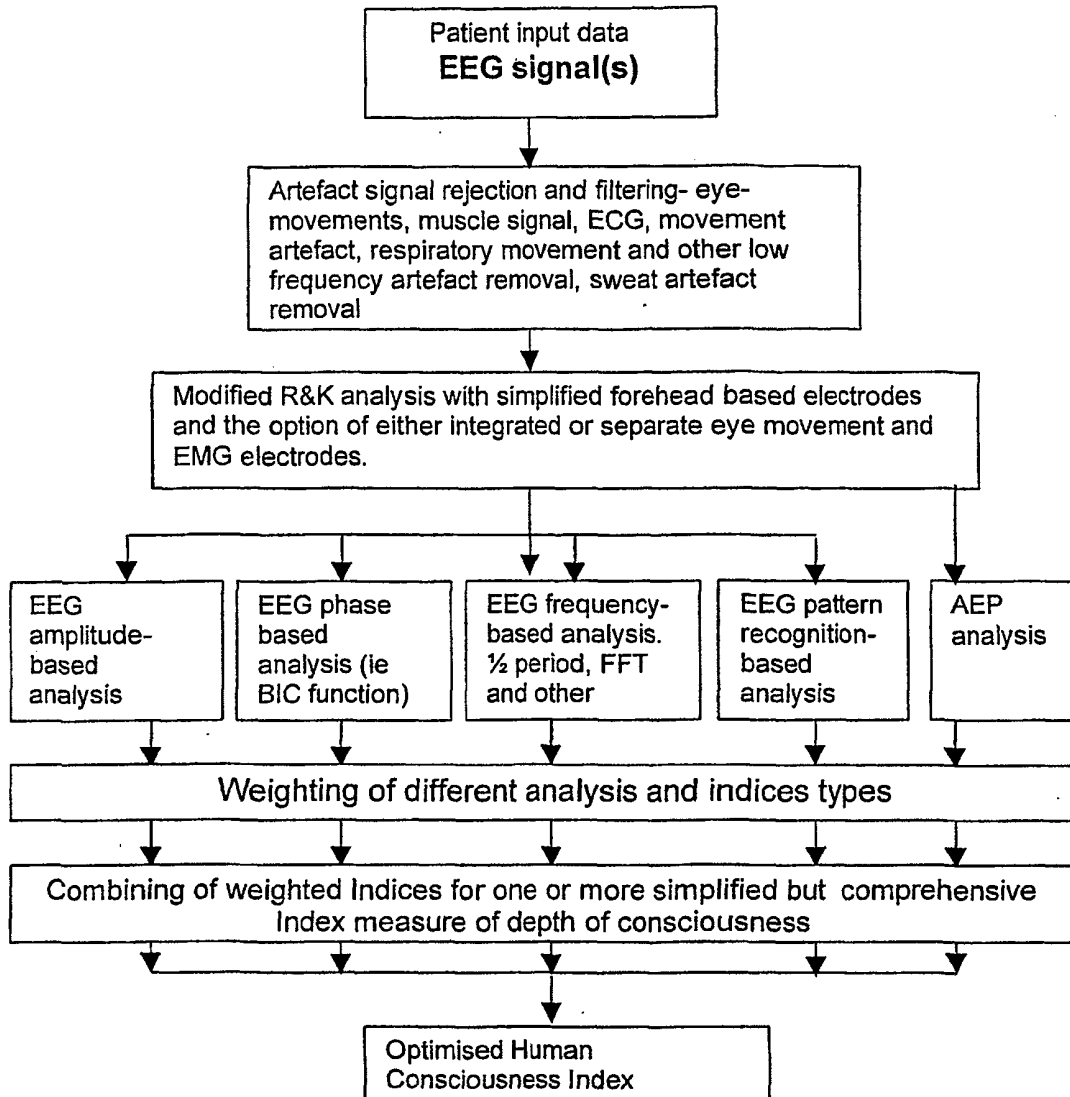 Patient input data
EEG signal(s)
Artefact signal rejection and filtering- eye-
movements, muscle signal, ECG, movement
artefact, respiratory movement and other low
frequency artefact removal, sweat artefact
removal
Modified R&K analysis with simplified forehead based electrodes
and the option of either integrated or separate eye movement and
EMG electrodes.
EEG
amplitude-
based
analysis
EEG phase
based
analysis (ie
BIC function)
EEG frequency-
based analysis.
½ period, FFT
and other
EEG pattern
recognition-
based
analysis
AEP
analysis
Weighting of different analysis and indices types
Combining of weighted Indices for one or more simplified but comprehensive
Index measure of depth of consciousness
Optimised Human
Consciousness Index